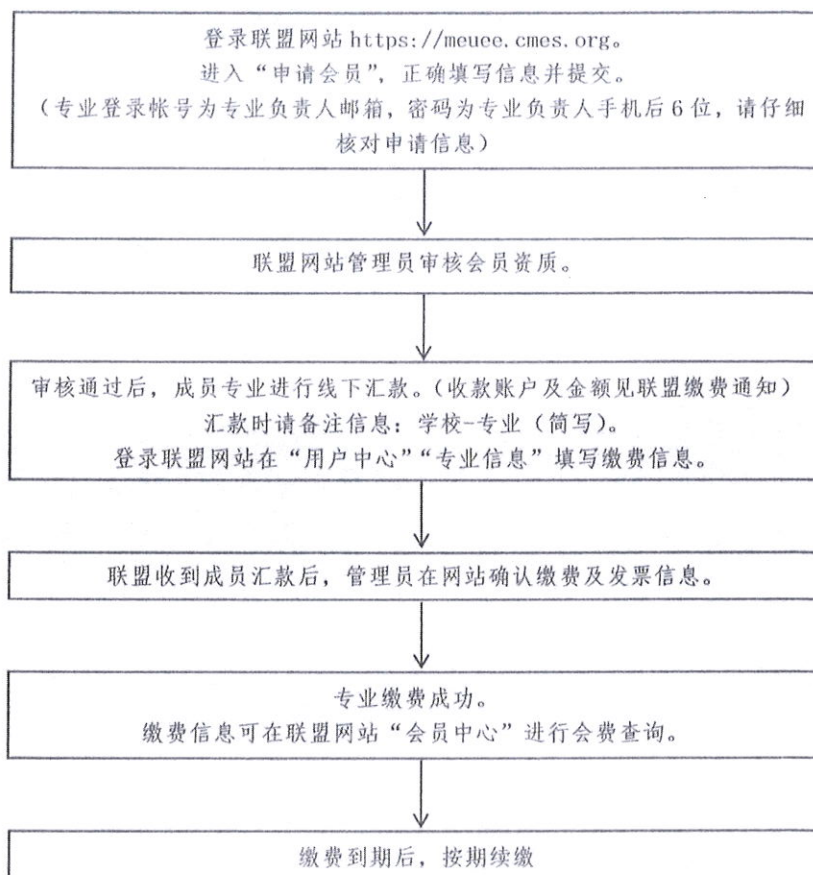 登录联盟网站 https://meuee.cmes.org。
进入“申请会员”，正确填写信息并提交。
（专业登录帐号为专业负责人邮箱，密码为专业负责人手机后 6 位，请仔细
核对申请信息）
联盟网站管理员审核会员资质。
审核通过后，成员专业进行线下汇款。（收款账户及金额见联盟缴费通知）
汇款时请备注信息：学校-专业（简写）。
登录联盟网站在“用户中心”“专业信息”填写缴费信息。
联盟收到成员汇款后，管理员在网站确认缴费及发票信息。
专业缴费成功。
缴费信息可在联盟网站“会员中心”进行会费查询。
缴费到期后，按期续缴